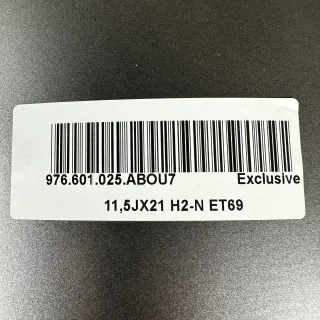 976.601.025.ABOU7 Exclusive
11,5JX21 H2-N ET69